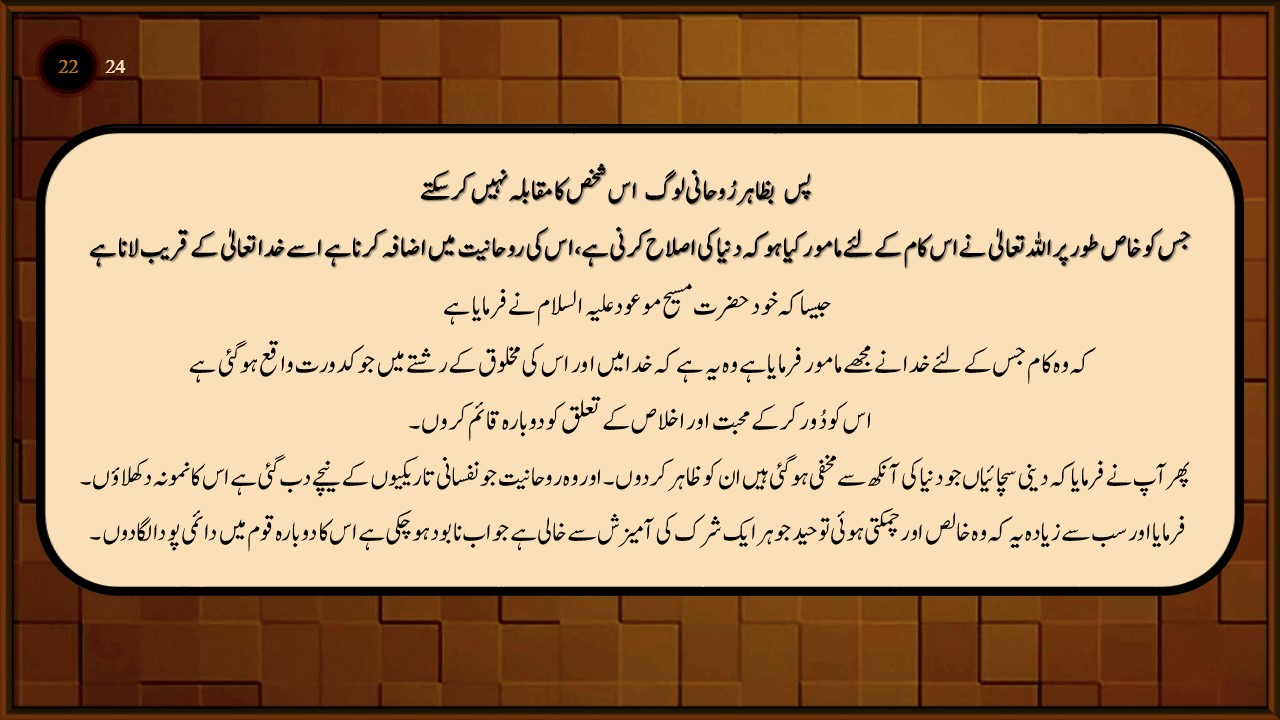 22 24
پس بظاہر رُوحانی لوگ اس شخص کا مقابلہ نہیں کر سکتے
جس کو خاص طور پر اللہ تعالیٰ نے اس کام کے لئے مامور کیا ہو کہ دنیا کی اصلاح کرنی ہے، اس کی روحانیت میں اضافہ کرنا ہے اسے خدا تعالیٰ کے قریب لانا ہے
جیسا کہ خود حضرت مسیح موعود علیہ السلام نے فرمایا ہے
کہ وہ کام جس کے لئے خدا نے مجھے مامور فرمایا ہے وہ یہ ہے کہ خدا میں اور اس کی مخلوق کے رشتے میں جو کدورت واقع ہو گئی ہے
اس کو دُور کر کے محبت اور اخلاص کے تعلق کو دوبارہ قائم کروں۔
پھر آپ نے فرمایا کہ دینی سچائیاں جو دنیا کی آنکھ سے مخفی ہو گئی ہیں ان کو ظاہر کر دوں۔ اور وہ روحانیت جو نفسانی تاریکیوں کے نیچے دب گئی ہے اس کا نمونہ دکھلاؤں۔
فرمایا اور سب سے زیادہ یہ کہ وہ خالص اور چمکتی ہوئی توحید جو ہر ایک شرک کی آمیزش سے خالی ہے جو اب نابود ہو چکی ہے اس کا دوبارہ قوم میں دائمی پودا لگا دوں۔